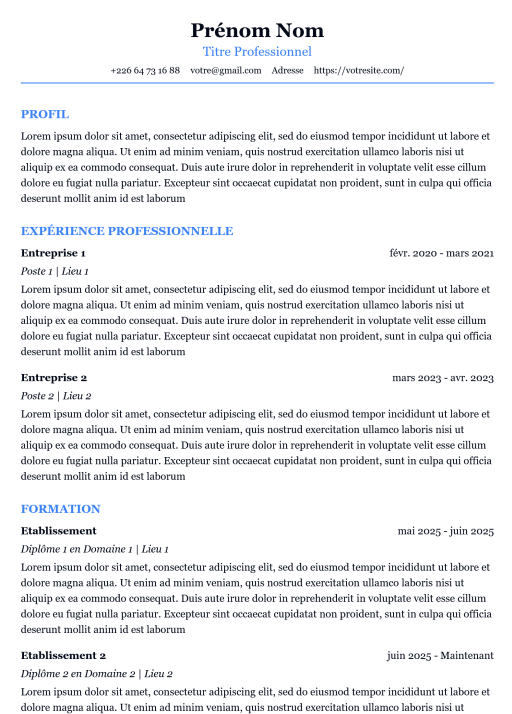 Prénom Nom
Titre Professionnel
+226 64 73 16 88 votre@gmail.com Adresse https://votresite.com/
PROFIL
Lorem ipsum dolor sit amet, consectetur adipiscing elit, sed do eiusmod tempor incididunt ut labore et
dolore magna aliqua. Ut enim ad minim veniam, quis nostrud exercitation ullamco laboris nisi ut
aliquip ex ea commodo consequat. Duis aute irure dolor in reprehenderit in voluptate velit esse cillum
dolore eu fugiat nulla pariatur. Excepteur sint occaecat cupidatat non proident, sunt in culpa qui officia
deserunt mollit anim id est laborum
EXPÉRIENCE PROFESSIONNELLE
Entreprise 1 févr. 2020 - mars 2021
Poste 1 | Lieu 1
Lorem ipsum dolor sit amet, consectetur adipiscing elit, sed do eiusmod tempor incididunt ut labore et
dolore magna aliqua. Ut enim ad minim veniam, quis nostrud exercitation ullamco laboris nisi ut
aliquip ex ea commodo consequat. Duis aute irure dolor in reprehenderit in voluptate velit esse cillum
dolore eu fugiat nulla pariatur. Excepteur sint occaecat cupidatat non proident, sunt in culpa qui officia
deserunt mollit anim id est laborum
Entreprise 2 mars 2023 - avr. 2023
Poste 2 | Lieu 2
Lorem ipsum dolor sit amet, consectetur adipiscing elit, sed do eiusmod tempor incididunt ut labore et
dolore magna aliqua. Ut enim ad minim veniam, quis nostrud exercitation ullamco laboris nisi ut
aliquip ex ea commodo consequat. Duis aute irure dolor in reprehenderit in voluptate velit esse cillum
dolore eu fugiat nulla pariatur. Excepteur sint occaecat cupidatat non proident, sunt in culpa qui officia
deserunt mollit anim id est laborum
FORMATION
Etablissement mai 2025 - juin 2025
Diplôme 1 en Domaine 1 | Lieu 1
Lorem ipsum dolor sit amet, consectetur adipiscing elit, sed do eiusmod tempor incididunt ut labore et
dolore magna aliqua. Ut enim ad minim veniam, quis nostrud exercitation ullamco laboris nisi ut
aliquip ex ea commodo consequat. Duis aute irure dolor in reprehenderit in voluptate velit esse cillum
dolore eu fugiat nulla pariatur. Excepteur sint occaecat cupidatat non proident, sunt in culpa qui officia
deserunt mollit anim id est laborum
Etablissement 2 juin 2025 - Maintenant
Diplôme 2 en Domaine 2 | Lieu 2
Lorem ipsum dolor sit amet, consectetur adipiscing elit, sed do eiusmod tempor incididunt ut labore et
dolore magna aliqua. Ut enim ad minim veniam, quis nostrud exercitation ullamco laboris nisi ut